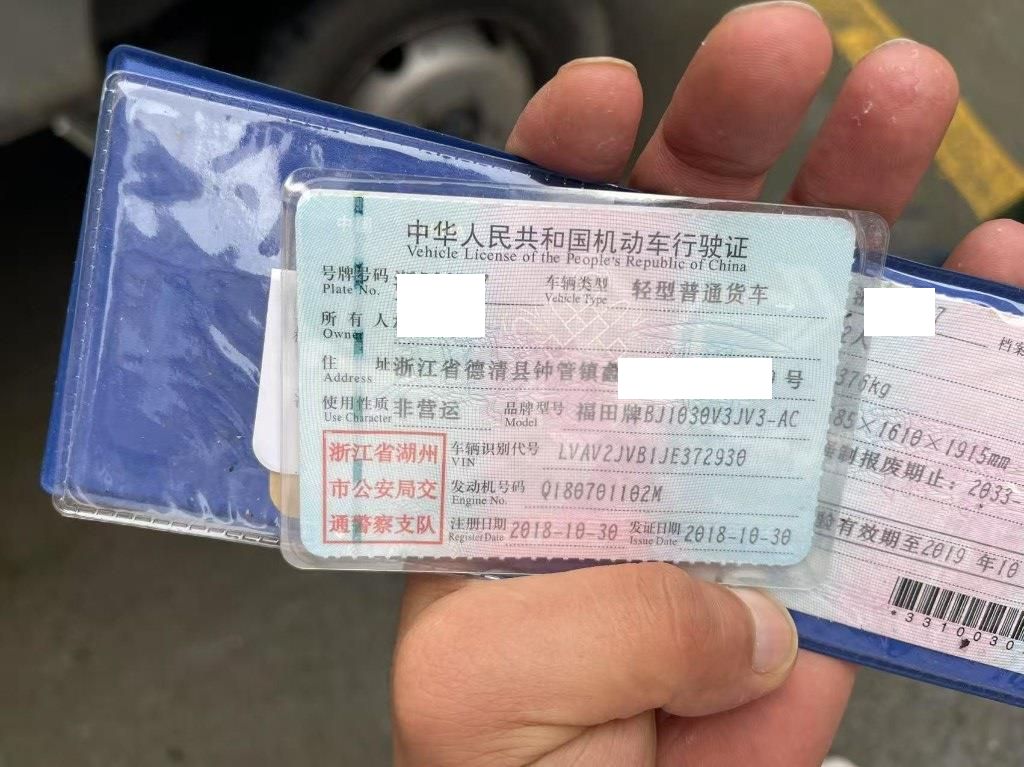 中华人民共和国机动车行驶证
Vehicle License of the People's Republic of China
号牌号码
Plate No.
车辆类型 轻型普通货车
Vehicle Type
所有人
Owner
住址 浙江省德清县钟管镇鑫 号
Address
使用性质 非营运 品牌型号 福田牌BJ1030V3JV3-AC
Use Character Model
浙江省湖州
市公安局交
通警察支队
车辆识别代号 LVAV2JVB1JE372930
VIN
发动机号码 Q180701102M
Engine No.
注册日期 2018-10-30 发证日期 2018-10-30
Register Date Issue Date
7
2人 档案
376kg
85×1610×1915mm
制报废期止：2033-
有效期至2019 年10
*3310030